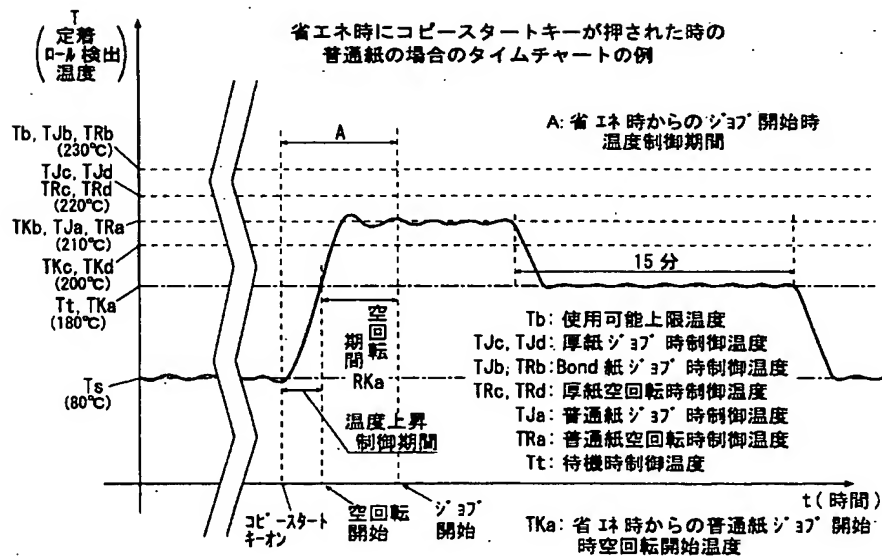 省エネ時にコピースタートキーが押された時の
普通紙の場合のタイムチャートの例
T
定着
ロール検出
温度
A
A: 省エネ時からのジョブ開始時
温度制御期間
Tb, TJb, TRb
(230℃)
TJc, TJd
TRc, TRd
(220℃)
TKb, TJa, TRa
(210℃)
TKc, TKd
(200℃)
Tt, TKa
(180℃)
Ts
(80℃)
15分
空回転
期間
RKa
温度上昇
制御期間
Tb: 使用可能上限温度
TJc, TJd: 厚紙ジョブ時制御温度
TJb, TRb: Bond紙ジョブ時制御温度
TRc, TRd: 厚紙空回転時制御温度
TJa: 普通紙ジョブ時制御温度
TRa: 普通紙空回転時制御温度
Tt: 待機時制御温度
t(時間)
コピースタート
キーオン
空回転
開始
ジョブ
開始
TKa: 省エネ時からの普通紙ジョブ開始
時空回転開始温度